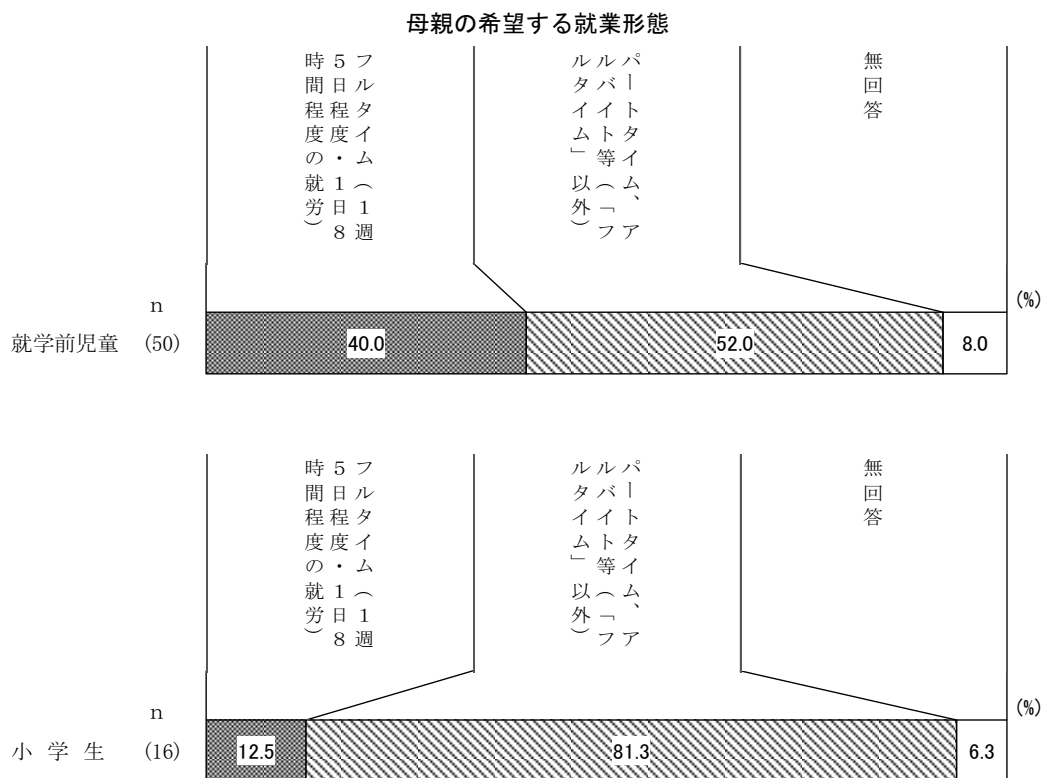 母親の希望する就業形態
フルタイム(1週
5日程度・1日8
時間程度の就労)
パートタイム、ア
ルバイト等(「フ
ルタイム」以外)
無回答
(%)
n
就学前児童 (50) 40.0 52.0 8.0
フルタイム(1週
5日程度・1日8
時間程度の就労)
パートタイム、ア
ルバイト等(「フ
ルタイム」以外)
無回答
(%)
n
小学生 (16) 12.5 81.3 6.3